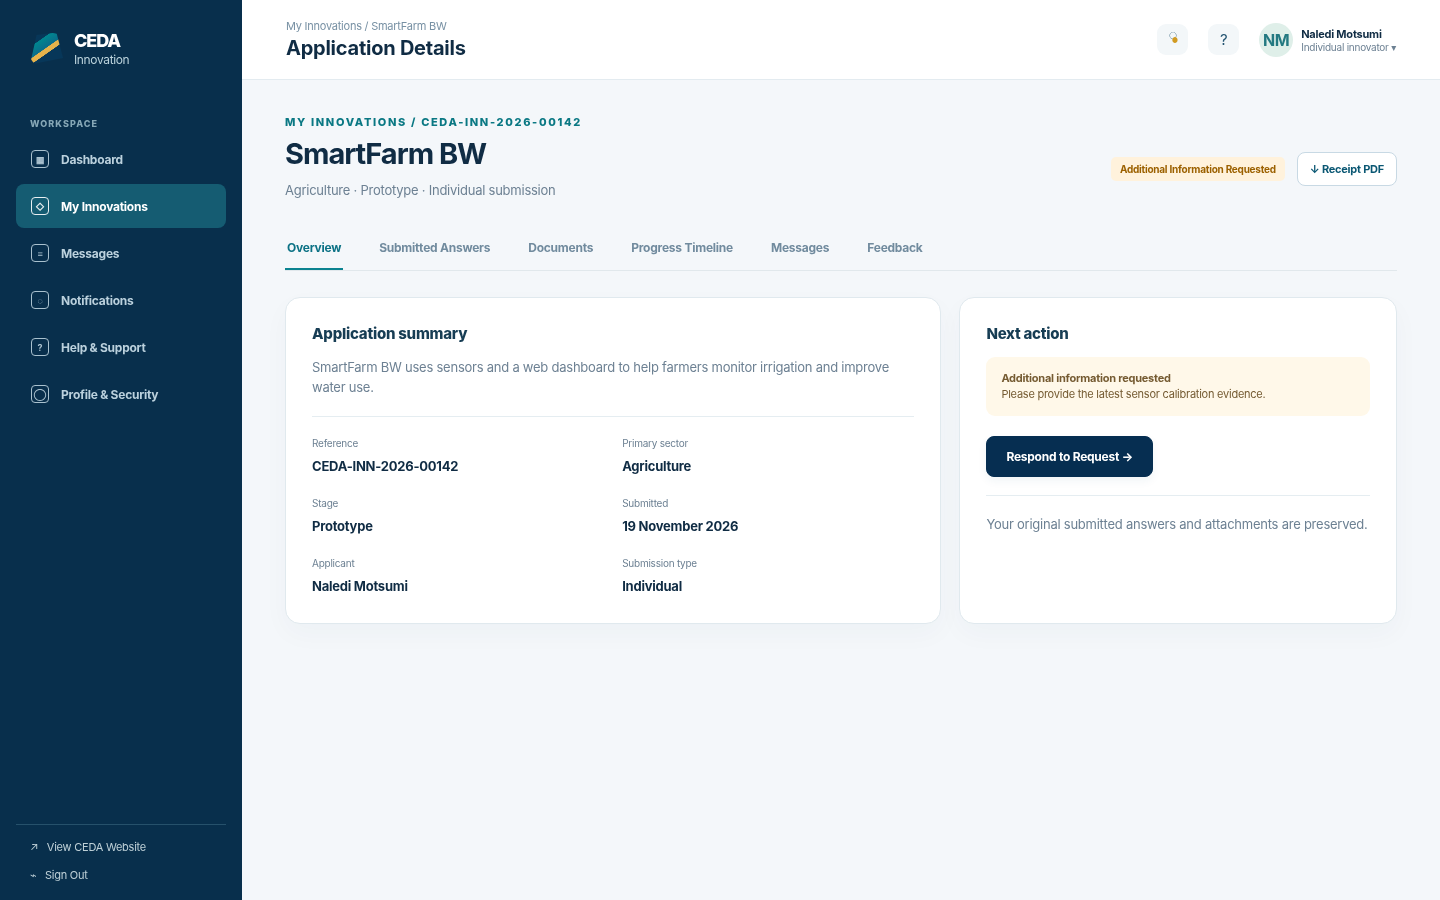 CEDA
Innovation
WORKSPACE
Dashboard
My Innovations
Messages
Notifications
? Help & Support
Profile & Security
↗ View CEDA Website
Sign Out
My Innovations / SmartFarm BW
Application Details
?
NM
Naledi Motsumi
Individual innovator ▾
MY INNOVATIONS / CEDA-INN-2026-00142
SmartFarm BW
Agriculture · Prototype · Individual submission
Additional Information Requested
↓ Receipt PDF
Overview
Submitted Answers
Documents
Progress Timeline
Messages
Feedback
Application summary
SmartFarm BW uses sensors and a web dashboard to help farmers monitor irrigation and improve
water use.
Reference
CEDA-INN-2026-00142
Primary sector
Agriculture
Stage
Prototype
Submitted
19 November 2026
Applicant
Naledi Motsumi
Submission type
Individual
Next action
Additional information requested
Please provide the latest sensor calibration evidence.
Respond to Request →
Your original submitted answers and attachments are preserved.